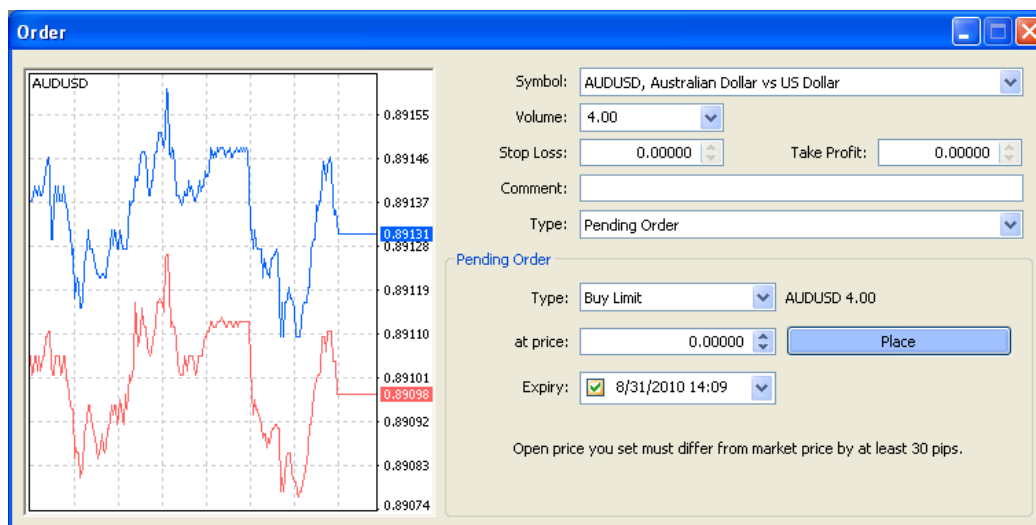 Order
AUDUSD
0.89155
0.89146
0.89137
0.89131
0.89128
0.89119
0.89110
0.89101
0.89098
0.89092
0.89083
0.89074
Symbol: AUDUSD, Australian Dollar vs US Dollar
Volume: 4.00
Stop Loss: 0.00000 Take Profit: 0.00000
Comment:
Type: Pending Order
Pending Order
Type: Buy Limit AUDUSD 4.00
at price: 0.00000 Place
Expiry: 8/31/2010 14:09
Open price you set must differ from market price by at least 30 pips.